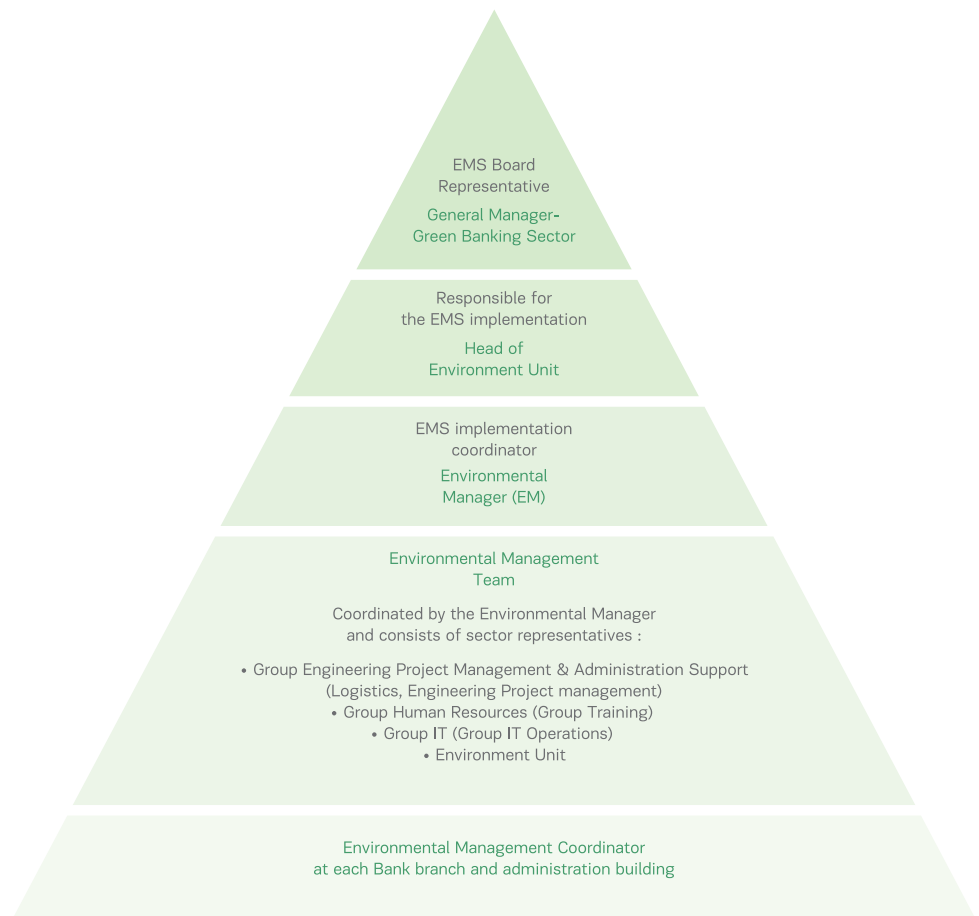 EMS Board
Representative
General Manager-
Green Banking Sector
Responsible for
the EMS implementation
Head of
Environment Unit
EMS implementation
coordinator
Environmental
Manager (EM)
Environmental Management
Team
Coordinated by the Environmental Manager
and consists of sector representatives :
• Group Engineering Project Management & Administration Support
(Logistics, Engineering Project management)
• Group Human Resources (Group Training)
• Group IT (Group IT Operations)
• Environment Unit
Environmental Management Coordinator
at each Bank branch and administration building